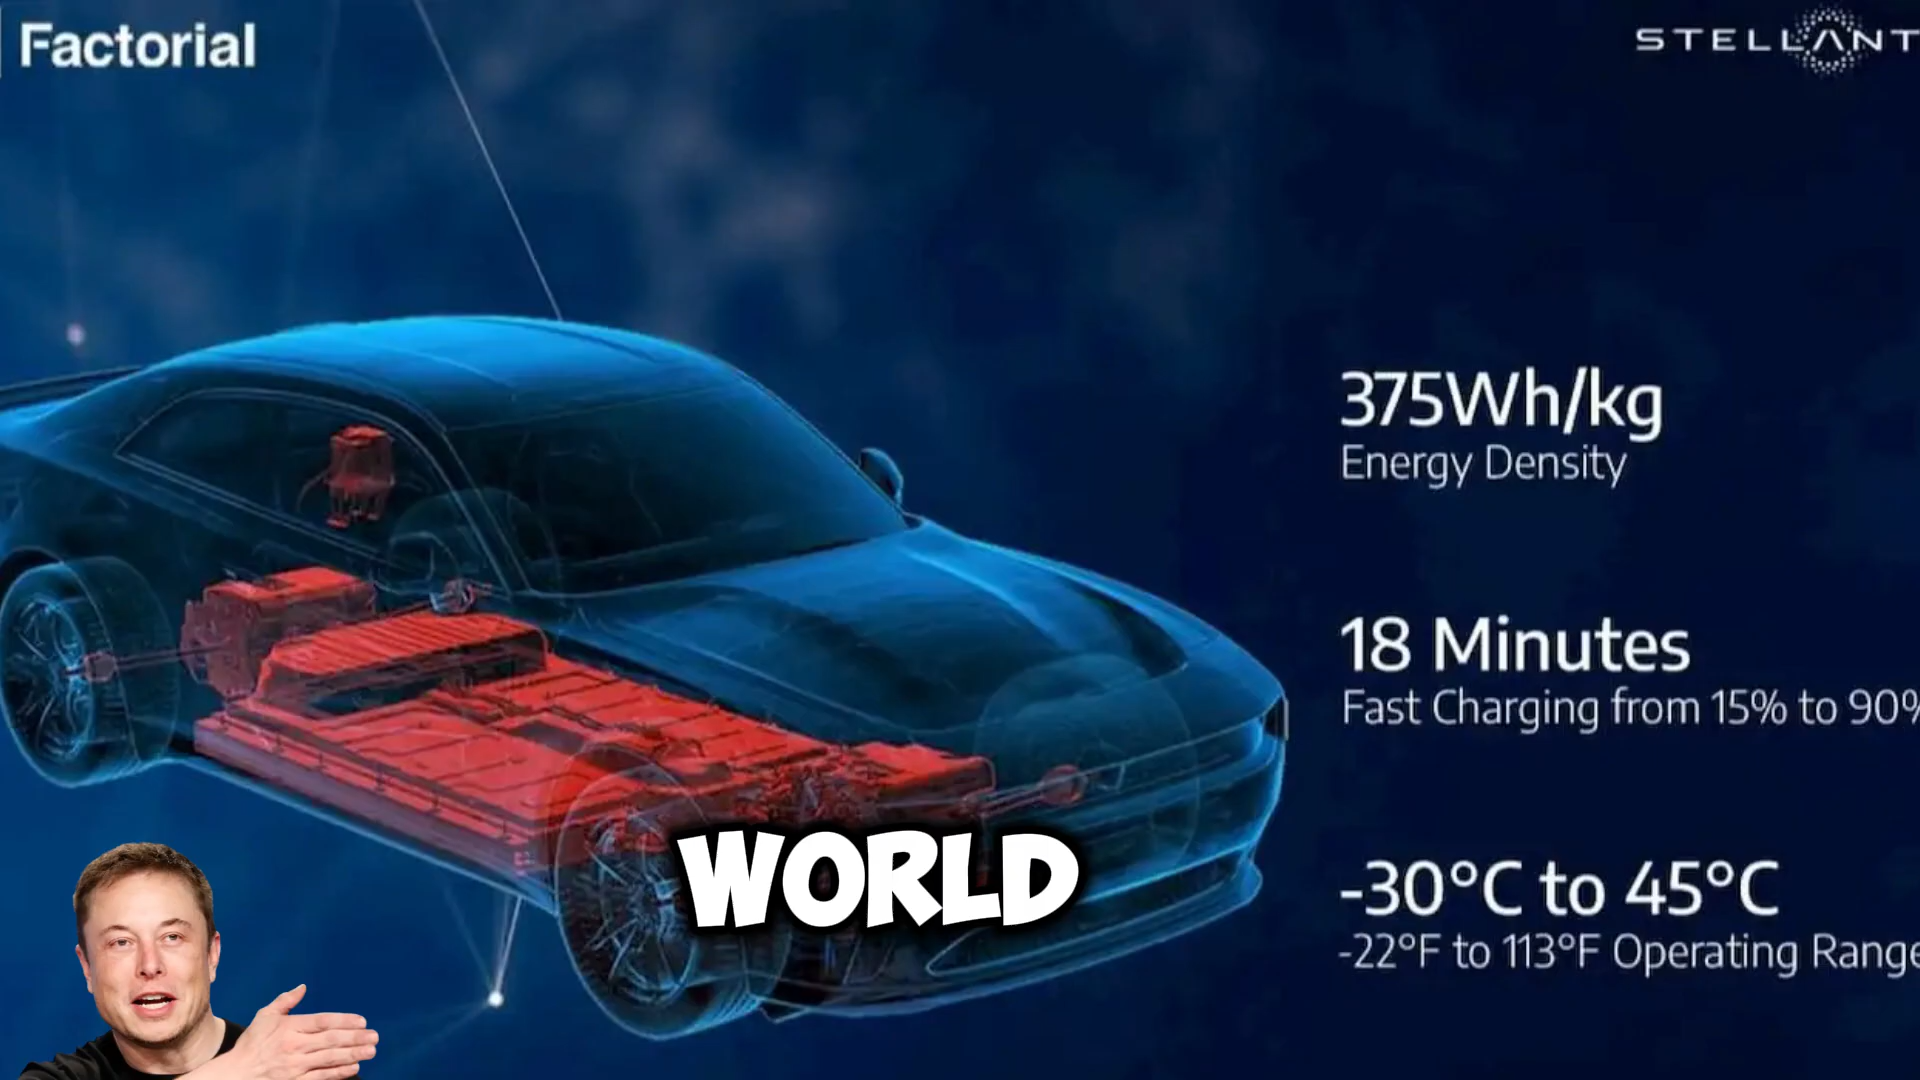 Factorial
STELLANT
375Wh/kg
Energy Density
18 Minutes
Fast Charging from 15% to 90%
-30°C to 45°C
-22°F to 113°F Operating Range
WORLD